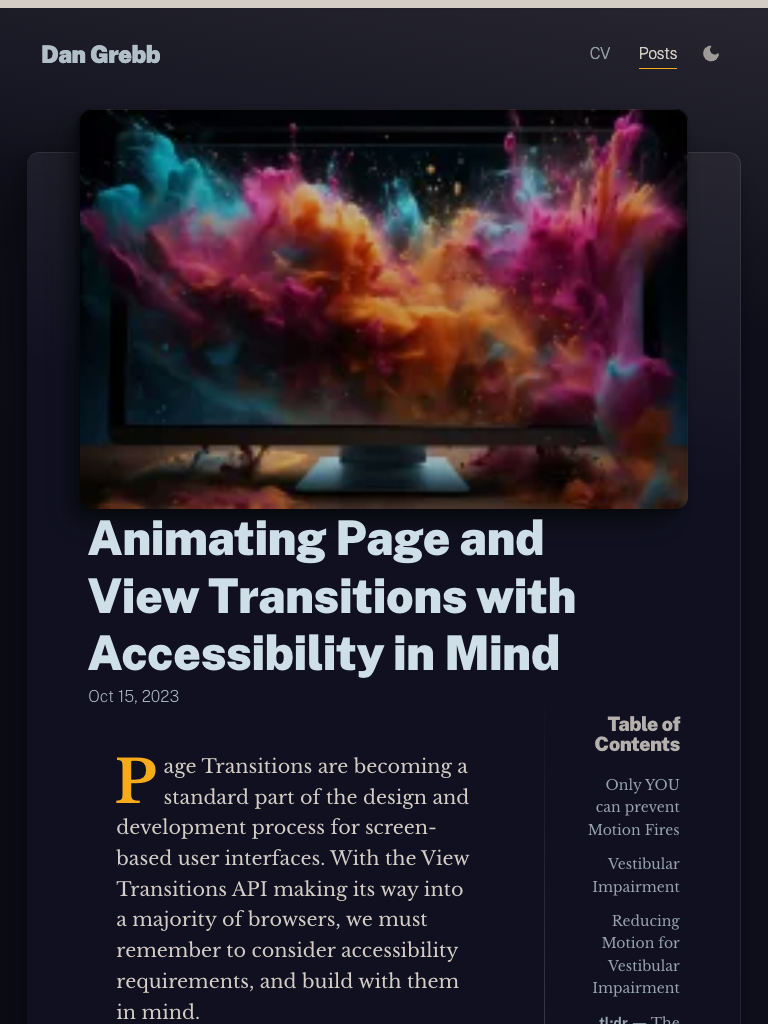 Dan Grebb
CV
Posts
Animating Page and
View Transitions with
Accessibility in Mind
Oct 15, 2023
Page Transitions are becoming a
standard part of the design and
development process for screen-
based user interfaces. With the View
Transitions API making its way into
a majority of browsers, we must
remember to consider accessibility
requirements, and build with them
in mind.
Table of
Contents
Only YOU
can prevent
Motion Fires
Vestibular
Impairment
Reducing
Motion for
Vestibular
Impairment
tl;dr — The